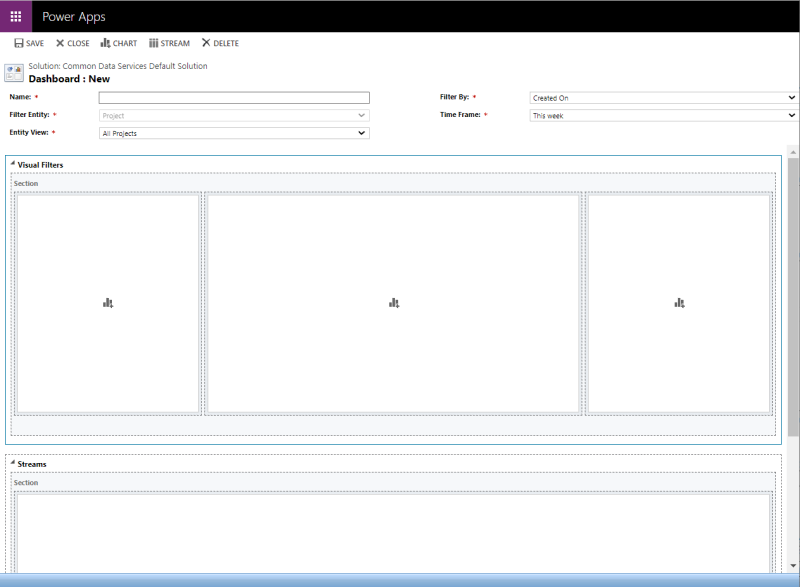 Power Apps
SAVE CLOSE CHART STREAM DELETE
Solution: Common Data Services Default Solution
Dashboard : New
Name: * Filter By: * Created On
Filter Entity: * Project Time Frame: * This week
Entity View: * All Projects
Visual Filters
Section
Streams
Section